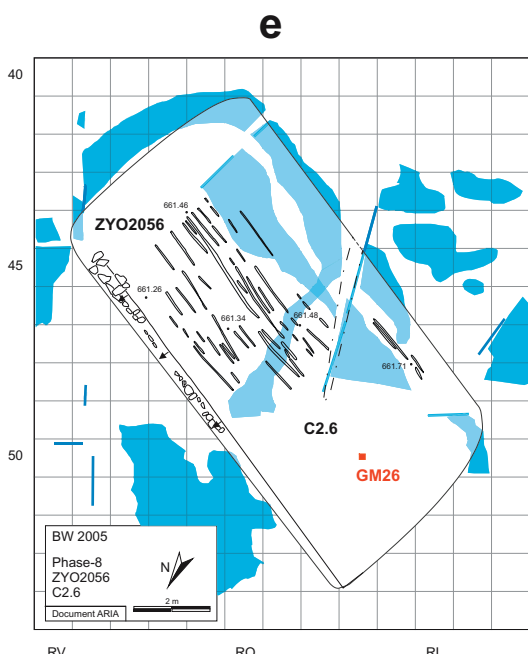 e
40
661.46
ZYO2056
45
661.26
661.34
661.48
661.71
C2.6
50
GM26
BW 2005
Phase-8
ZYO2056
C2.6
N
2 m
Document ARIA